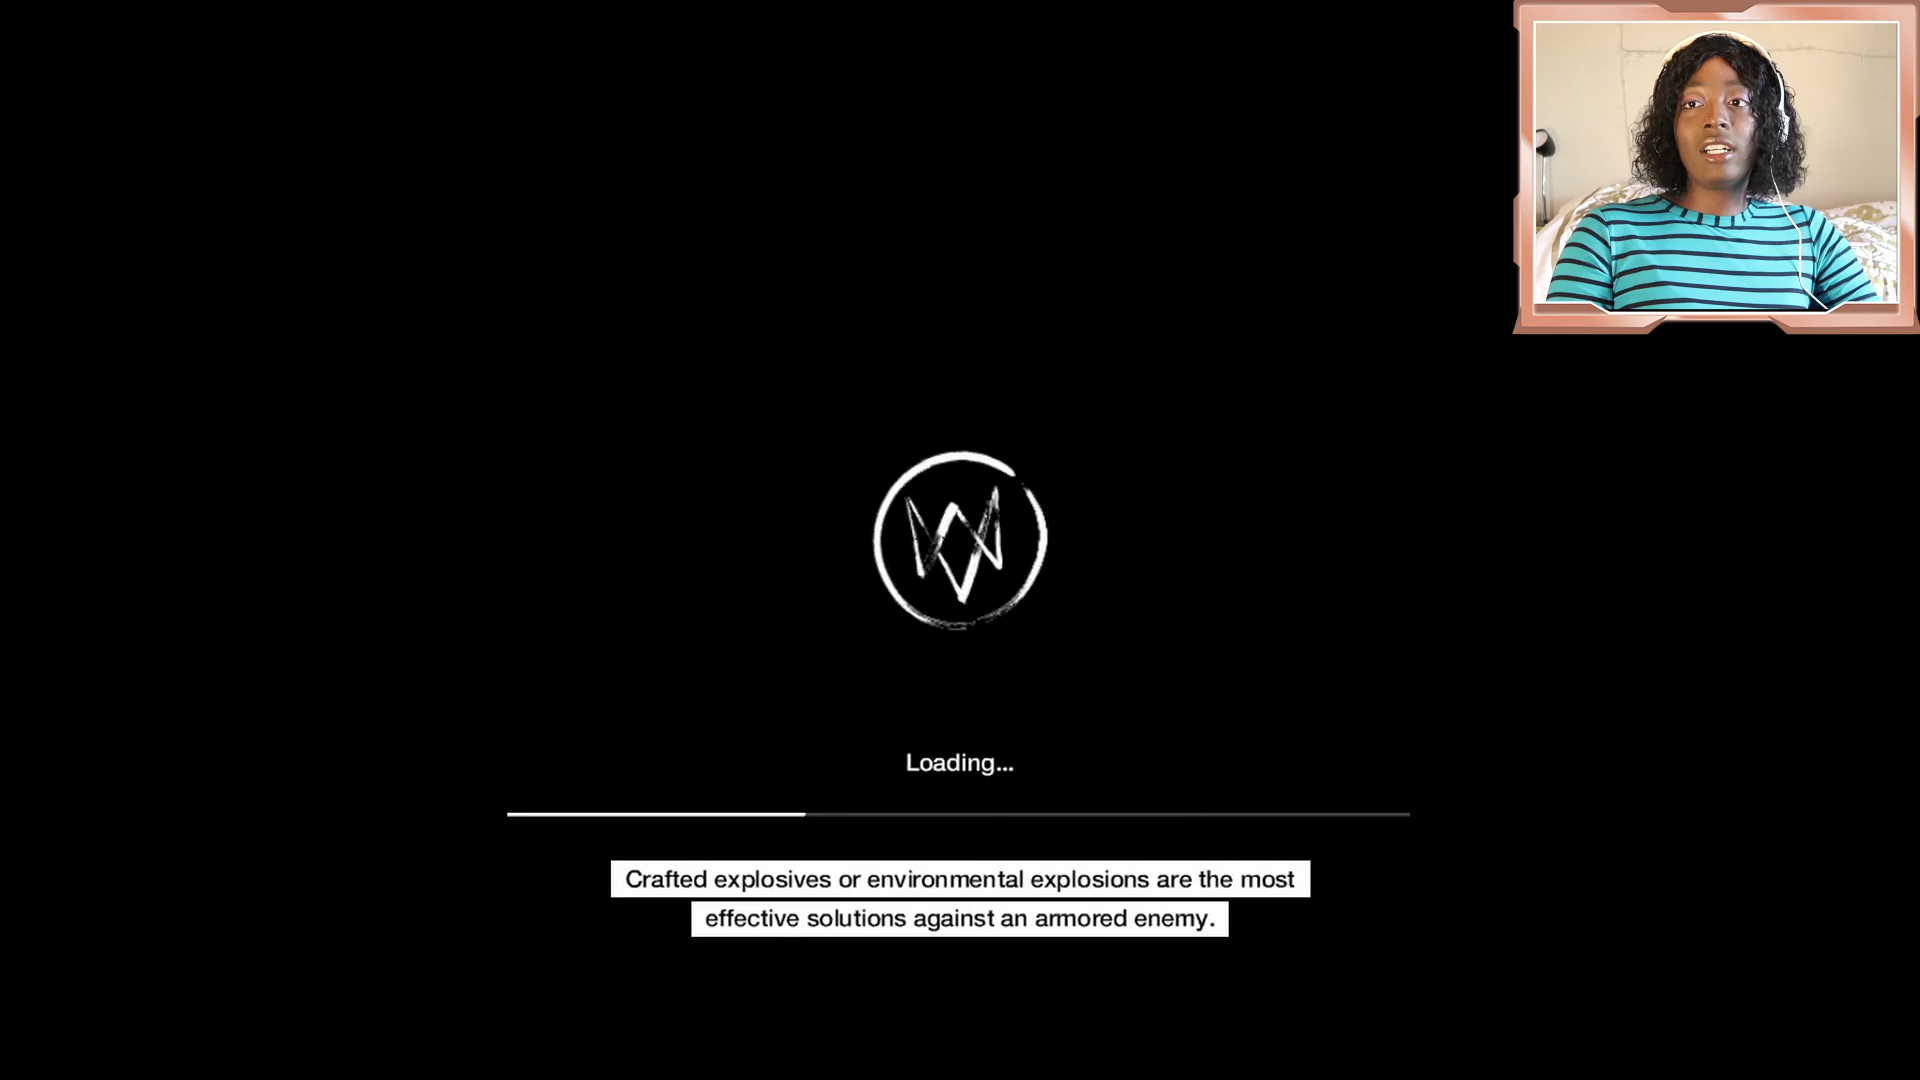 Loading...
Crafted explosives or environmental explosions are the most
effective solutions against an armored enemy.